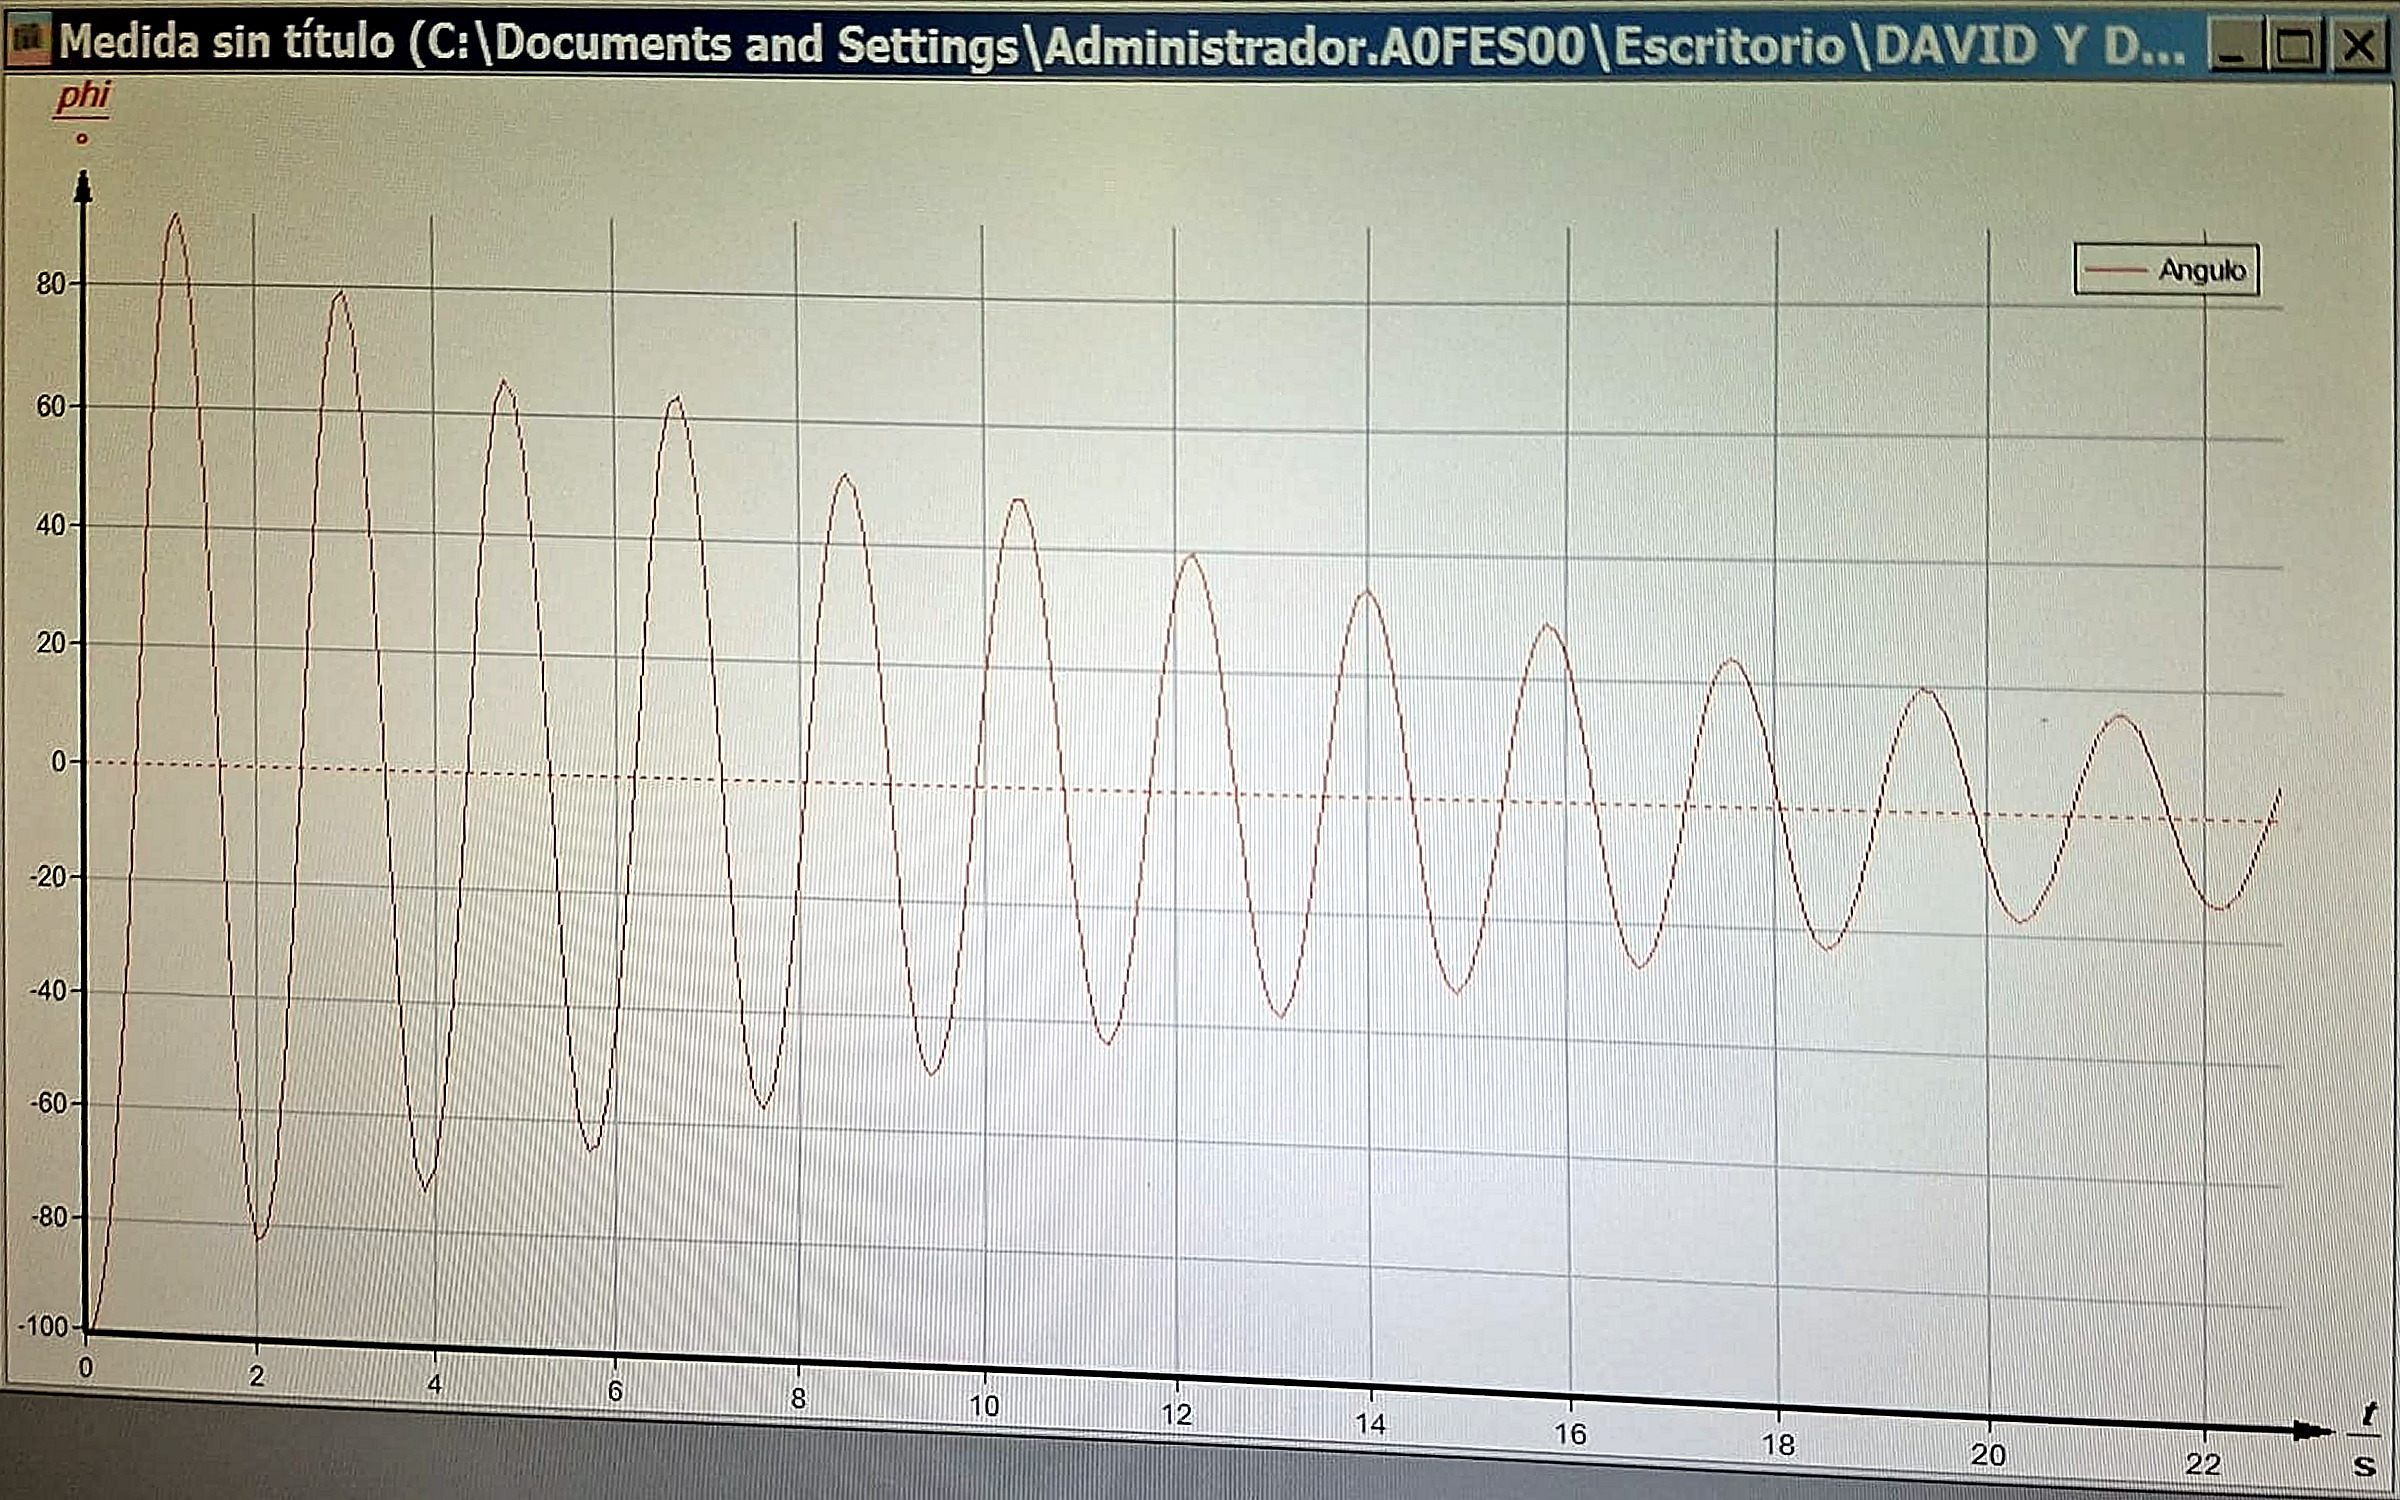 Medida sin título (C:\Documents and Settings\Administrador.A0FES00\Escritorio\DAVID Y D...
phi
°
Angulo
80
60
40
20
0
-20
-40
-60
-80
-100
0 2 4 6 8 10 12 14 16 18 20 22
t
s